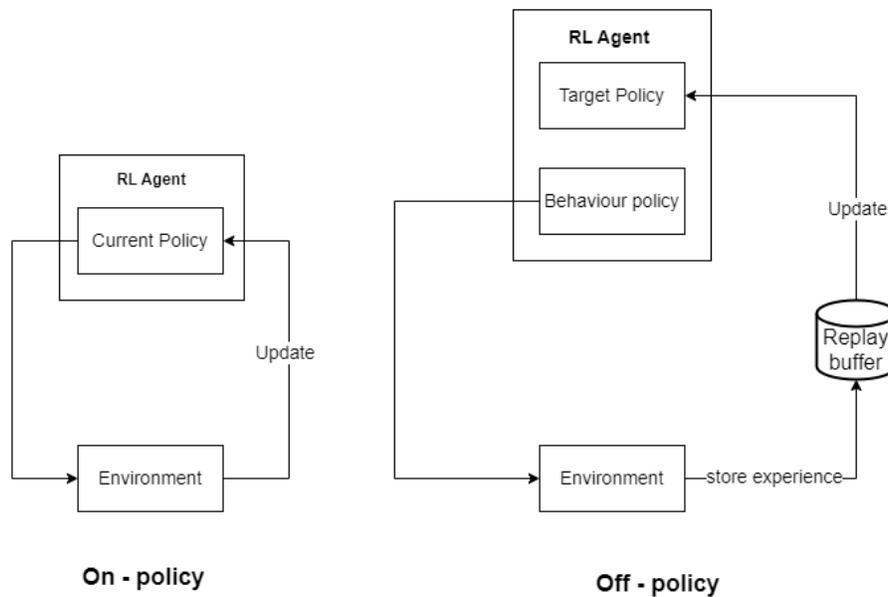 RL Agent
Current Policy
Update
Environment
On - policy
RL Agent
Target Policy
Behaviour policy
Update
Replay
buffer
Environment
store experience
Off - policy